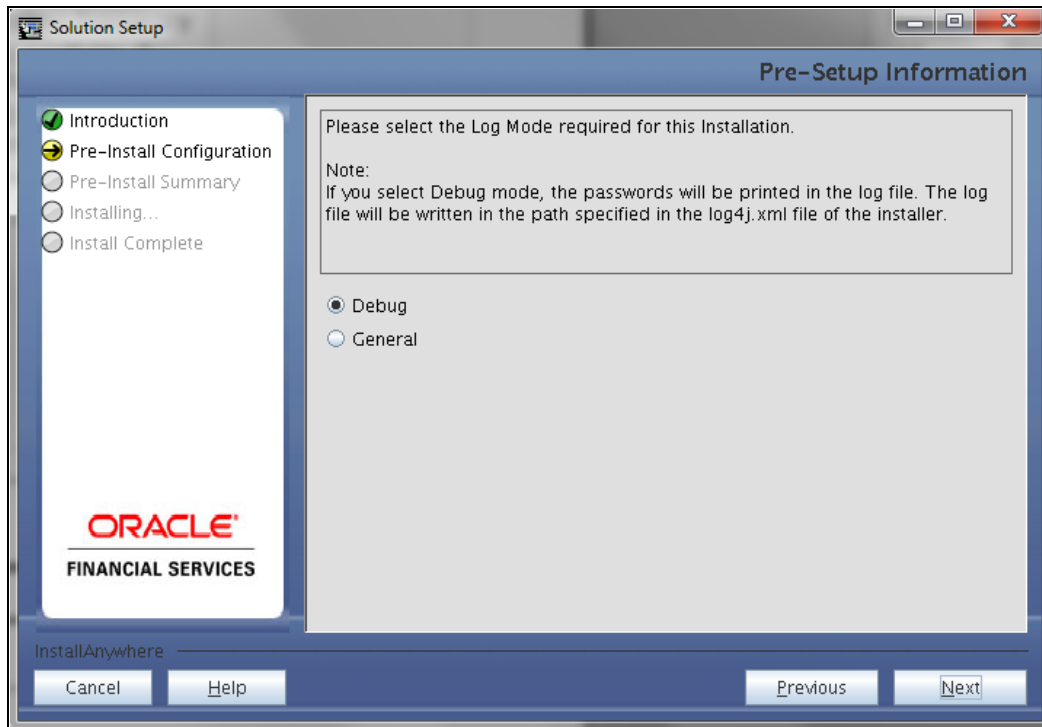 Solution Setup
Pre-Setup Information
Introduction
Pre-Install Configuration
Pre-Install Summary
Installing...
Install Complete
ORACLE
FINANCIAL SERVICES
Please select the Log Mode required for this Installation.
Note:
If you select Debug mode, the passwords will be printed in the log file. The log
file will be written in the path specified in the log4j.xml file of the installer.
Debug
General
InstallAnywhere
Cancel
Help
Previous
Next